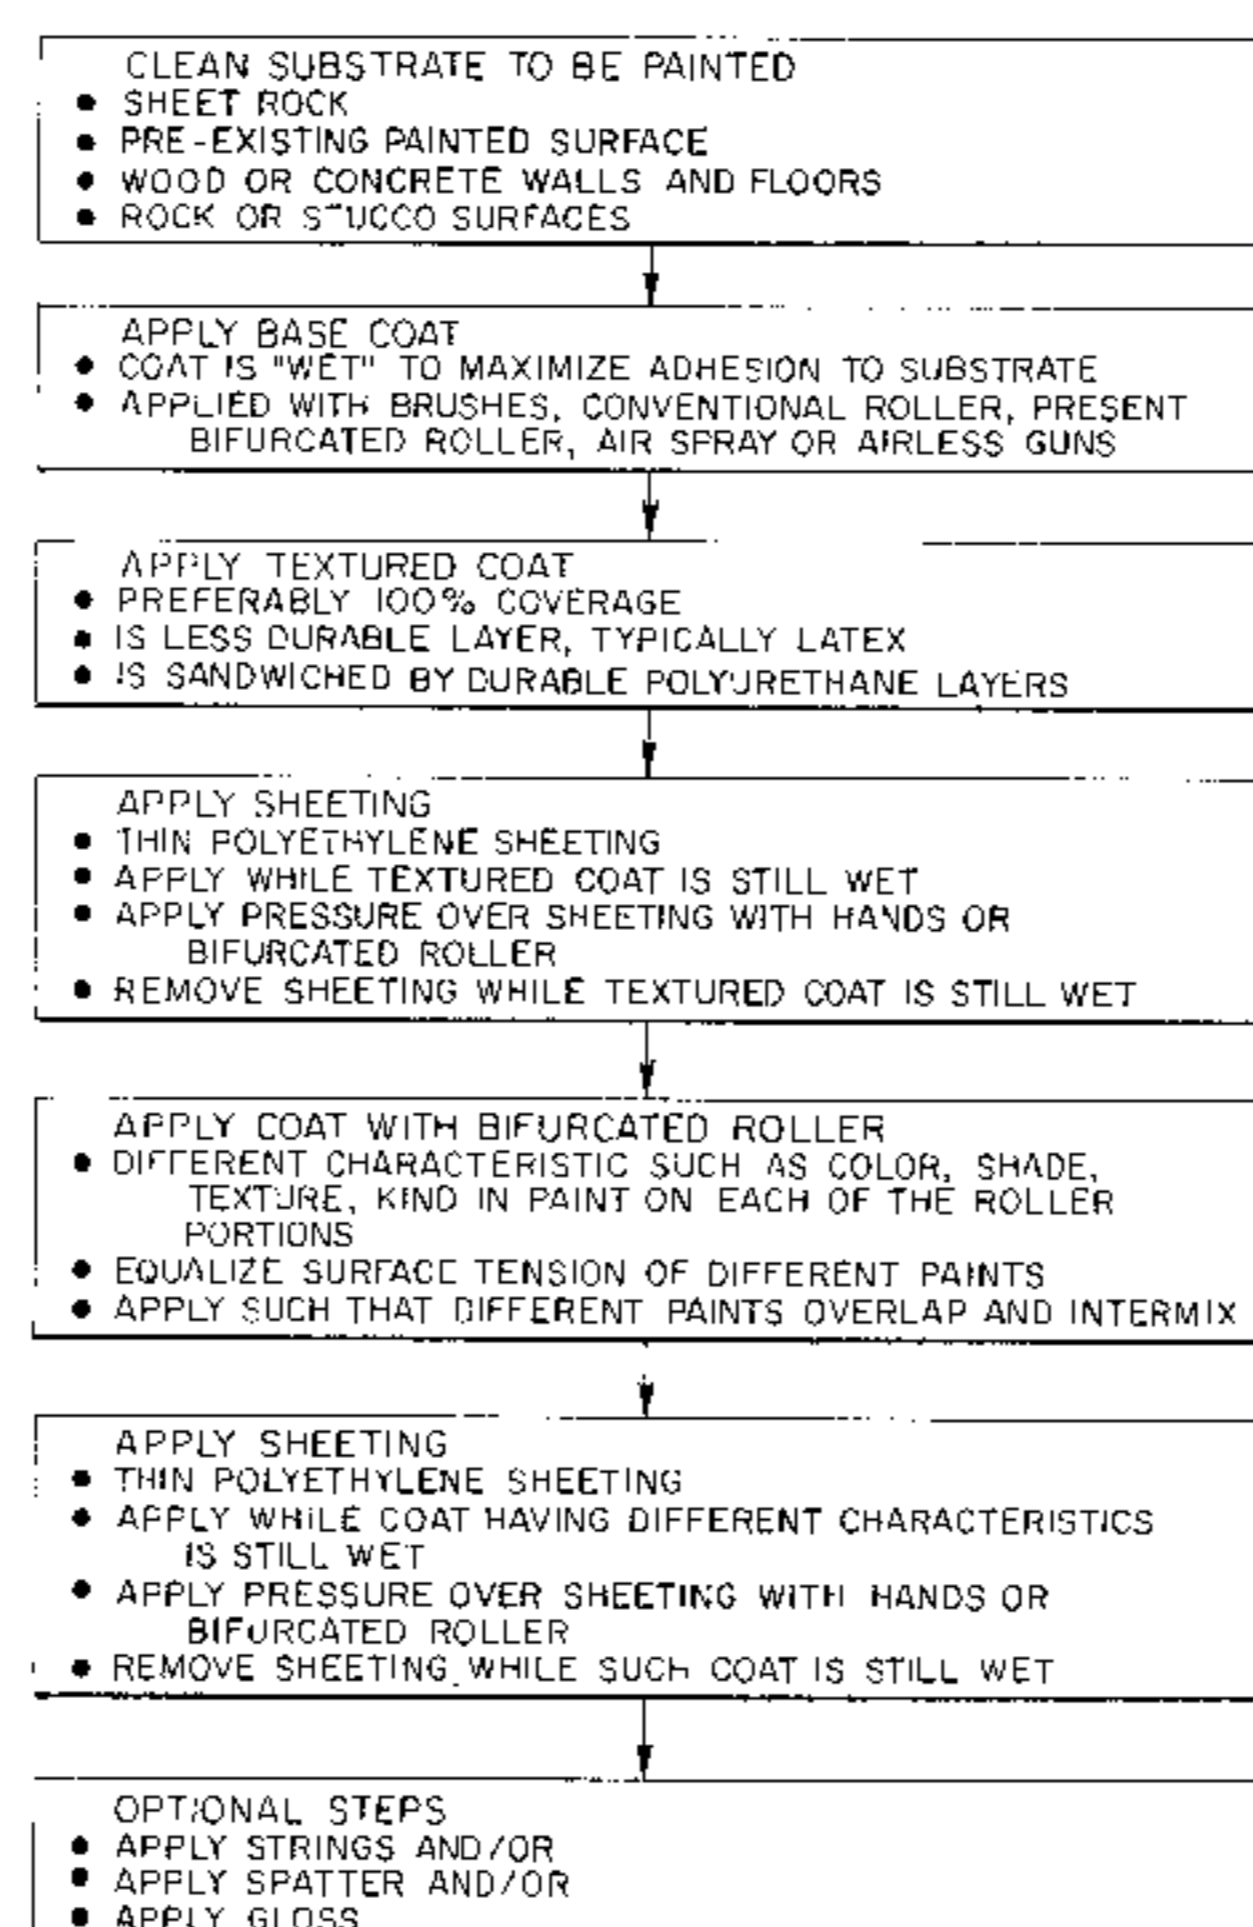 CLEAN SUBSTRATE TO BE PAINTED
● SHEET ROCK
● PRE-EXISTING PAINTED SURFACE
● WOOD OR CONCRETE WALLS AND FLOORS
● ROCK OR STUCCO SURFACES
APPLY BASE COAT
● COAT IS "WET" TO MAXIMIZE ADHESION TO SUBSTRATE
● APPLIED WITH BRUSHES, CONVENTIONAL ROLLER, PRESENT
BIFURCATED ROLLER, AIR SPRAY OR AIRLESS GUNS
APPLY TEXTURED COAT
● PREFERABLY 100% COVERAGE
● IS LESS DURABLE LAYER, TYPICALLY LATEX
● IS SANDWICHED BY DURABLE POLYURETHANE LAYERS
APPLY SHEETING
● THIN POLYETHYLENE SHEETING
● APPLY WHILE TEXTURED COAT IS STILL WET
● APPLY PRESSURE OVER SHEETING WITH HANDS OR
BIFURCATED ROLLER
● REMOVE SHEETING WHILE TEXTURED COAT IS STILL WET
APPLY COAT WITH BIFURCATED ROLLER
● DIFFERENT CHARACTERISTIC SUCH AS COLOR, SHADE,
TEXTURE, KIND IN PAINT ON EACH OF THE ROLLER
PORTIONS
● EQUALIZE SURFACE TENSION OF DIFFERENT PAINTS
● APPLY SUCH THAT DIFFERENT PAINTS OVERLAP AND INTERMIX
APPLY SHEETING
● THIN POLYETHYLENE SHEETING
● APPLY WHILE COAT HAVING DIFFERENT CHARACTERISTICS
IS STILL WET
● APPLY PRESSURE OVER SHEETING WITH HANDS OR
BIFURCATED ROLLER
● REMOVE SHEETING WHILE SUCH COAT IS STILL WET
OPTIONAL STEPS
● APPLY STRINGS AND/OR
● APPLY SPATTER AND/OR
● APPLY GLOSS